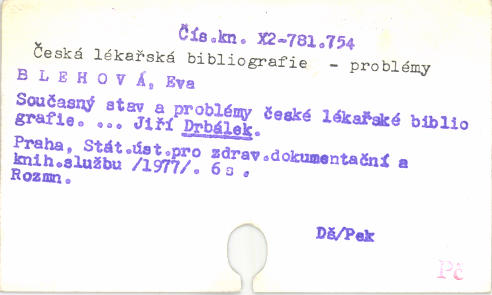 Čís.kn. X2-781.754
Česká lékařská bibliografie - problémy
B L E H O V Á, Eva
Současný stav a problémy české lékařské biblio
grafie. ... Jiří Drbálek.
Praha, Stát.úst.pro zdrav.dokumentační a
knih.službu /1977/. 6 s .
Rozmn.
Dš/Pek
Pč